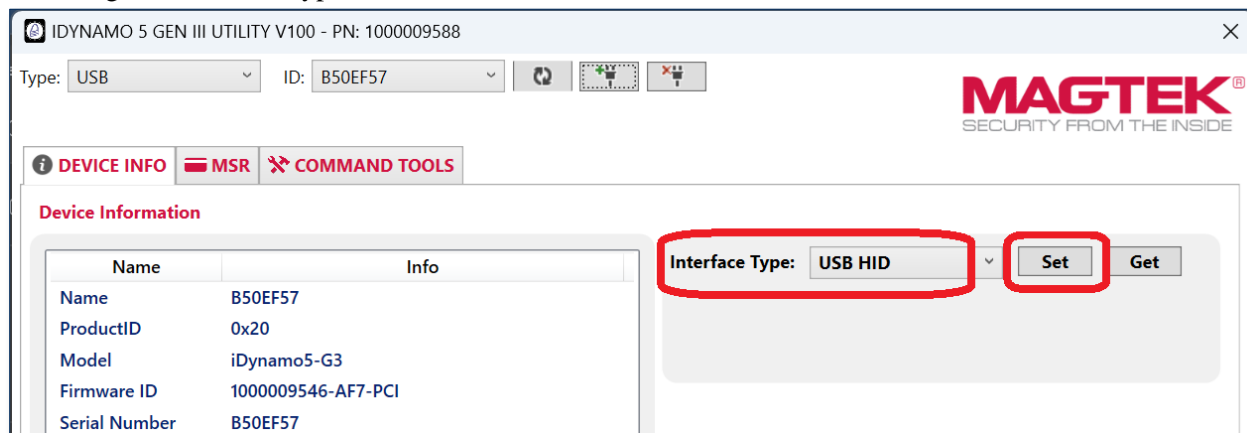 IDYNAMO 5 GEN III UTILITY V100 - PN: 1000009588
Type: USB ID: B50EF57
MAGTEK®
SECURITY FROM THE INSIDE
DEVICE INFO MSR COMMAND TOOLS
Device Information
Interface Type: USB HID Set Get
Name Info
Name B50EF57
ProductID 0x20
Model iDynamo5-G3
Firmware ID 1000009546-AF7-PCI
Serial Number B50EF57